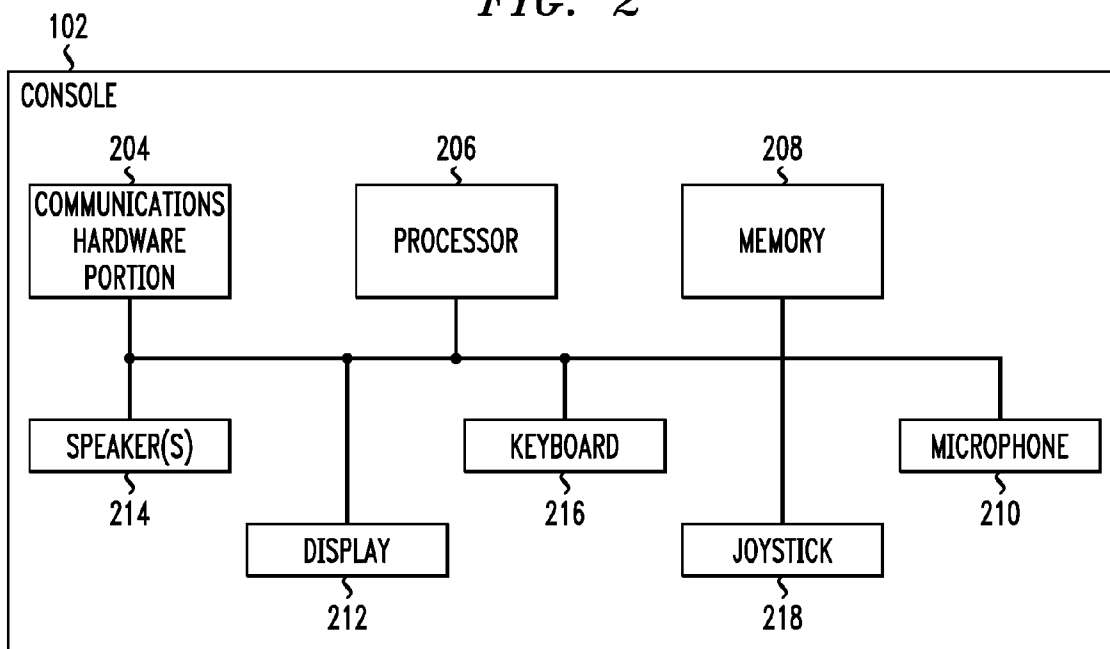 FIG. 2
102
CONSOLE
204
206
208
COMMUNICATIONS
HARDWARE
PORTION
PROCESSOR
MEMORY
SPEAKER(S)
KEYBOARD
MICROPHONE
214
216
210
DISPLAY
JOYSTICK
212
218